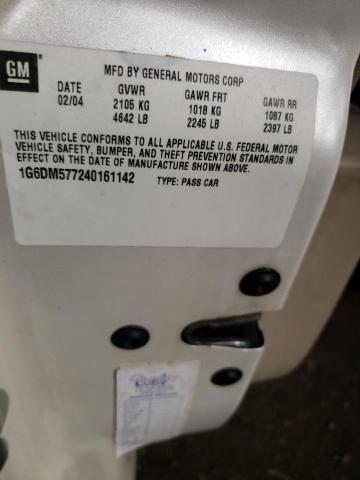 GM
MFD BY GENERAL MOTORS CORP
DATE GVWR GAWR FRT GAWR RR
02/04 2105 KG 1018 KG 1087 KG
4642 LB 2245 LB 2397 LB
THIS VEHICLE CONFORMS TO ALL APPLICABLE U.S. FEDERAL MOTOR
VEHICLE SAFETY, BUMPER, AND THEFT PREVENTION STANDARDS IN
EFFECT ON THE DATE OF MANUFACTURE SHOWN ABOVE.
1G6DM577240161142 TYPE: PASS CAR